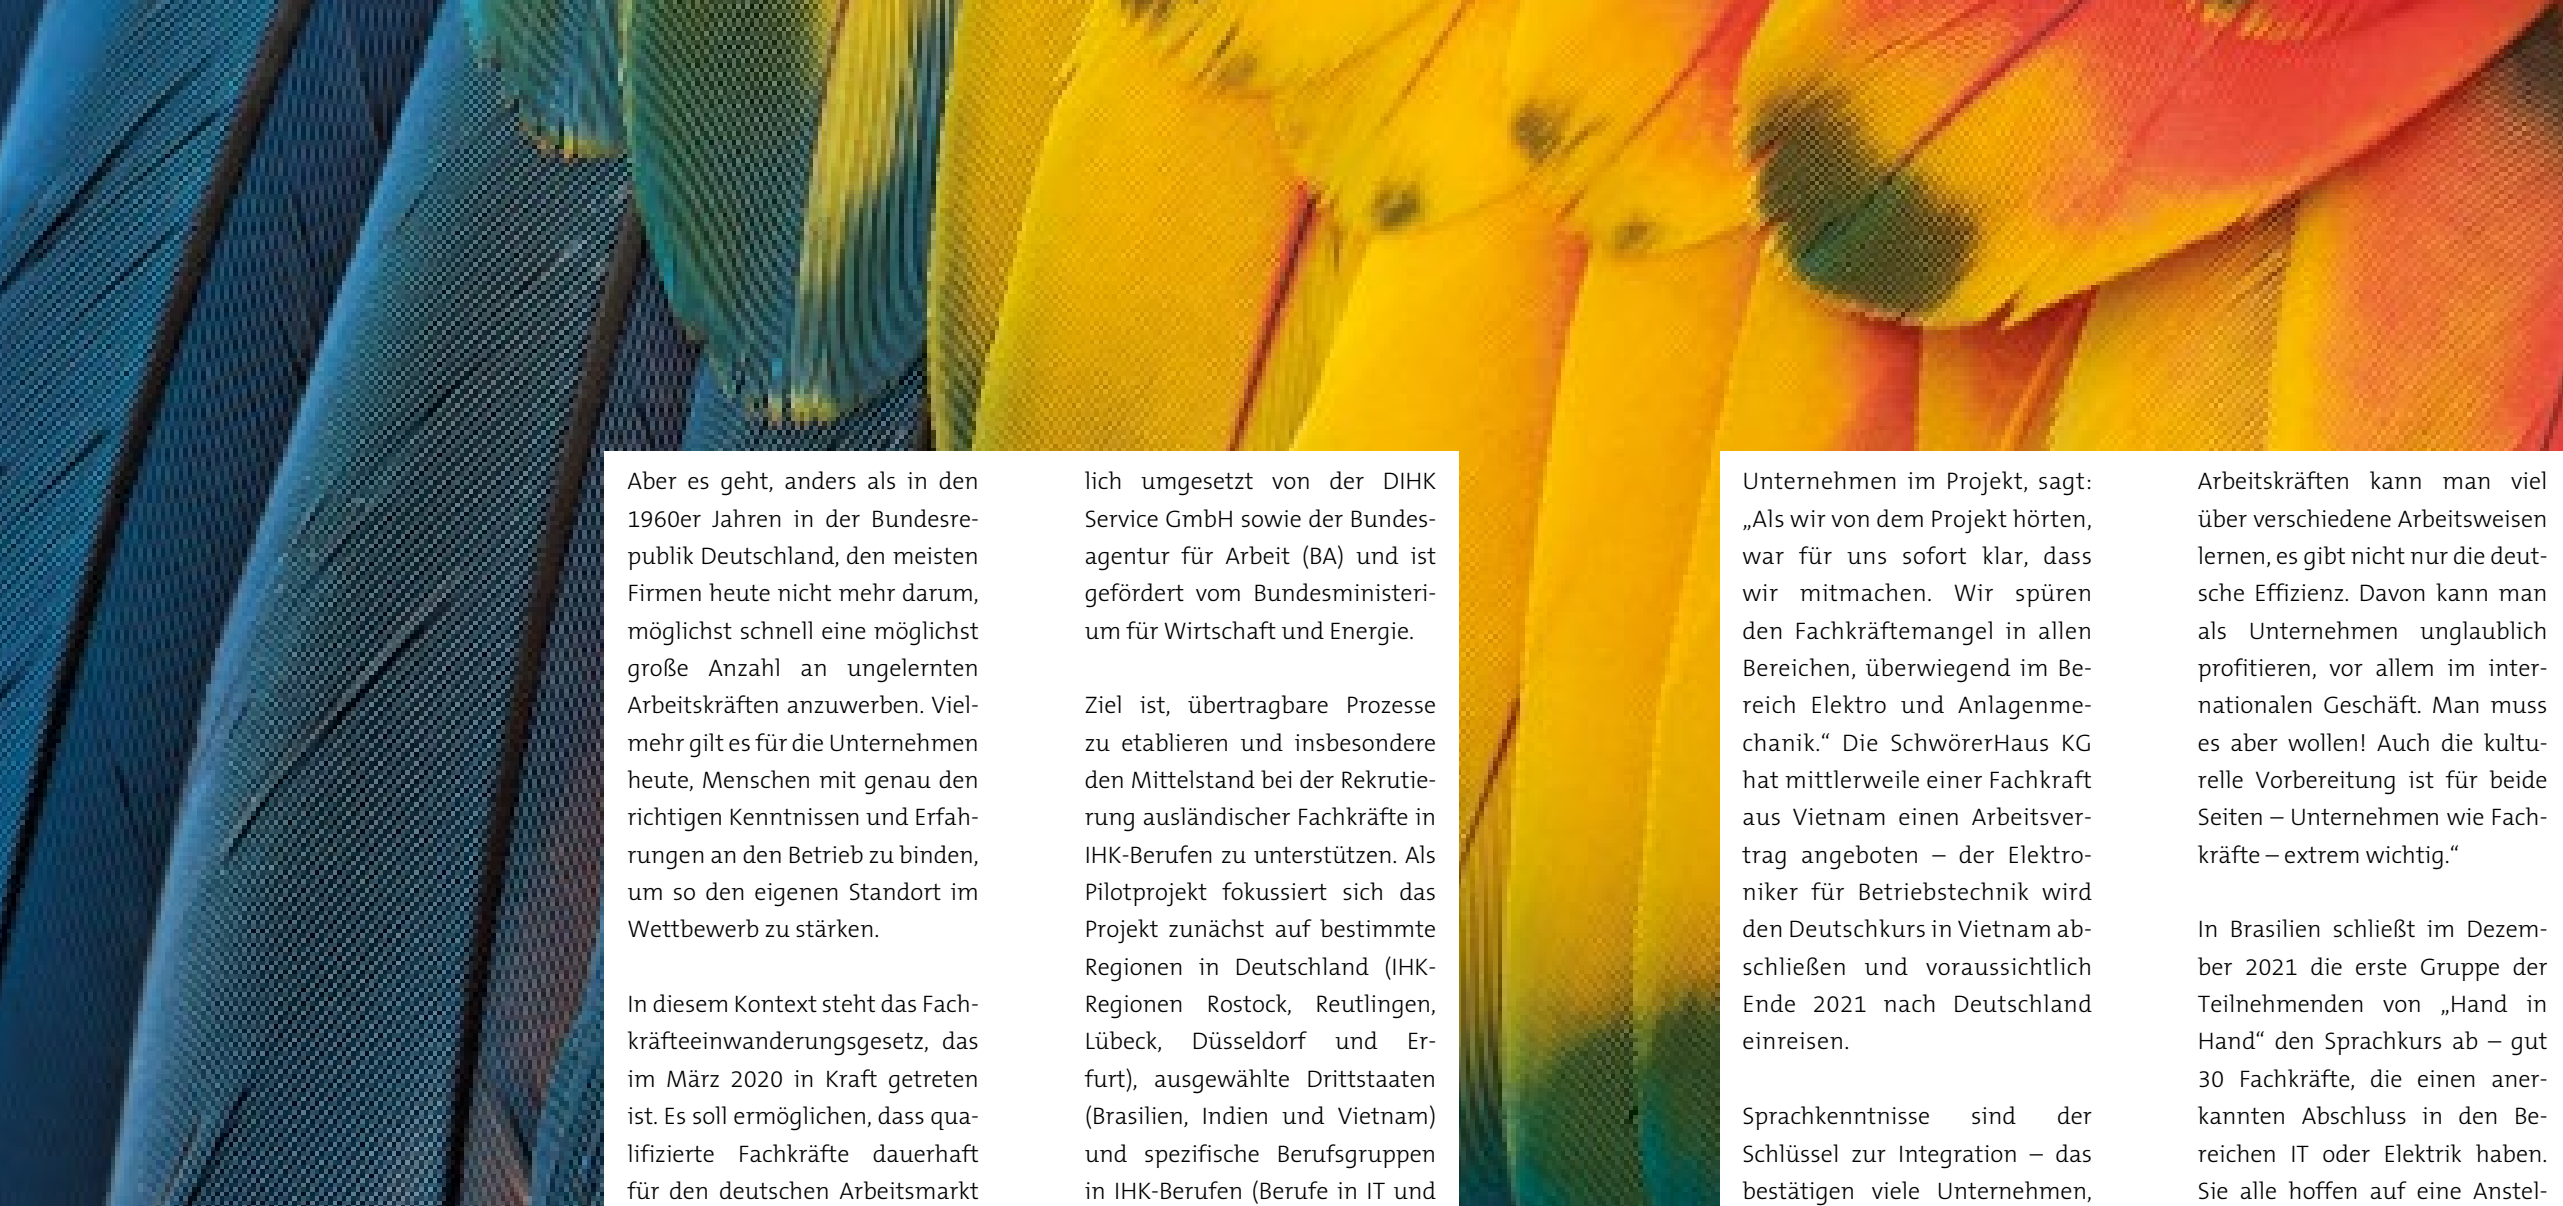 Aber es geht, anders als in den
1960er Jahren in der Bundesre-
publik Deutschland, den meisten
Firmen heute nicht mehr darum,
möglichst schnell eine möglichst
große Anzahl an ungelernten
Arbeitskräften anzuwerben. Viel-
mehr gilt es für die Unternehmen
heute, Menschen mit genau den
richtigen Kenntnissen und Erfah-
rungen an den Betrieb zu binden,
um so den eigenen Standort im
Wettbewerb zu stärken.
In diesem Kontext steht das Fach-
kräfteeinwanderungsgesetz, das
im März 2020 in Kraft getreten
ist. Es soll ermöglichen, dass qua-
lifizierte Fachkräfte dauerhaft
für den deutschen Arbeitsmarkt
lich umgesetzt von der DIHK
Service GmbH sowie der Bundes-
agentur für Arbeit (BA) und ist
gefördert vom Bundesministeri-
um für Wirtschaft und Energie.
Ziel ist, übertragbare Prozesse
zu etablieren und insbesondere
den Mittelstand bei der Rekrutie-
rung ausländischer Fachkräfte in
IHK-Berufen zu unterstützen. Als
Pilotprojekt fokussiert sich das
Projekt zunächst auf bestimmte
Regionen in Deutschland (IHK-
Regionen Rostock, Reutlingen,
Lübeck, Düsseldorf und Er-
furt), ausgewählte Drittstaaten
(Brasilien, Indien und Vietnam)
und spezifische Berufsgruppen
in IHK-Berufen (Berufe in IT und
Unternehmen im Projekt, sagt:
„Als wir von dem Projekt hörten,
war für uns sofort klar, dass
wir mitmachen. Wir spüren
den Fachkräftemangel in allen
Bereichen, überwiegend im Be-
reich Elektro und Anlagenme-
chanik.“ Die SchwörerHaus KG
hat mittlerweile einer Fachkraft
aus Vietnam einen Arbeitsver-
trag angeboten – der Elektro-
niker für Betriebstechnik wird
den Deutschkurs in Vietnam ab-
schließen und voraussichtlich
Ende 2021 nach Deutschland
einreisen.
Sprachkenntnisse sind der
Schlüssel zur Integration – das
bestätigen viele Unternehmen,
Arbeitskräften kann man viel
über verschiedene Arbeitsweisen
lernen, es gibt nicht nur die deut-
sche Effizienz. Davon kann man
als Unternehmen unglaublich
profitieren, vor allem im inter-
nationalen Geschäft. Man muss
es aber wollen! Auch die kultu-
relle Vorbereitung ist für beide
Seiten – Unternehmen wie Fach-
kräfte – extrem wichtig.“
In Brasilien schließt im Dezem-
ber 2021 die erste Gruppe der
Teilnehmenden von „Hand in
Hand“ den Sprachkurs ab – gut
30 Fachkräfte, die einen aner-
kannten Abschluss in den Be-
reichen IT oder Elektrik haben.
Sie alle hoffen auf eine Anstel-